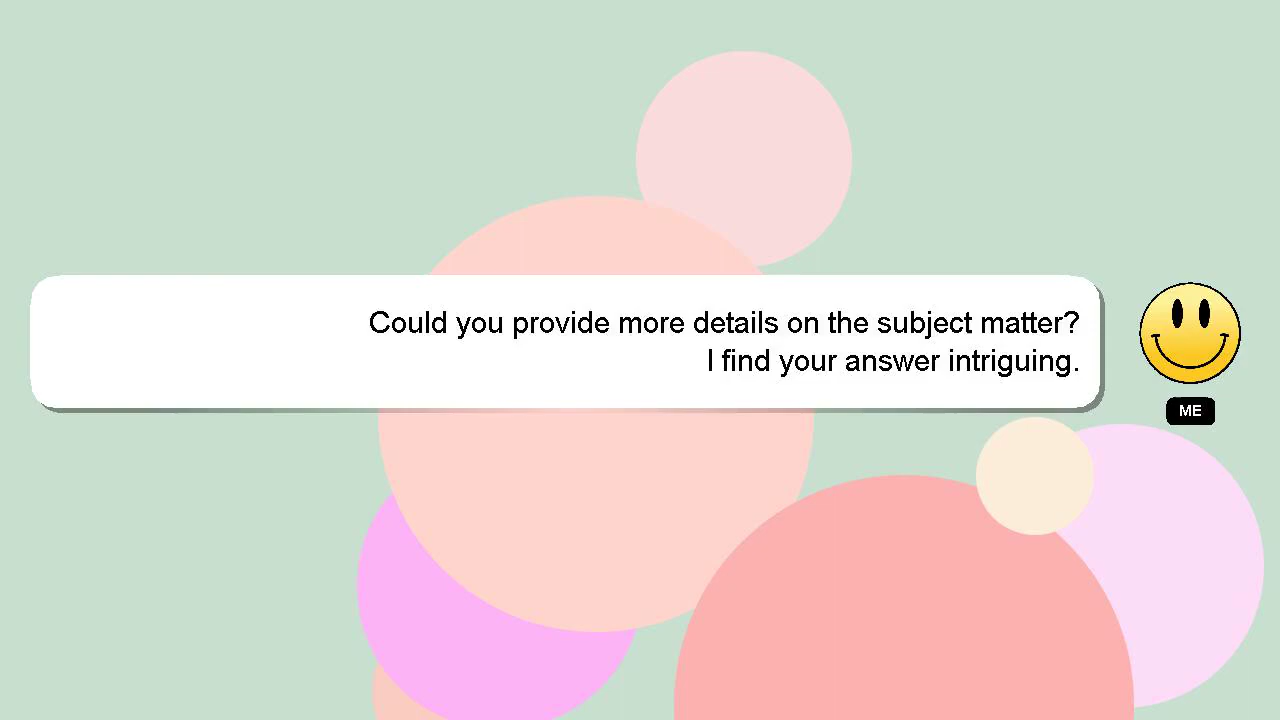 Could you provide more details on the subject matter?
I find your answer intriguing.
ME